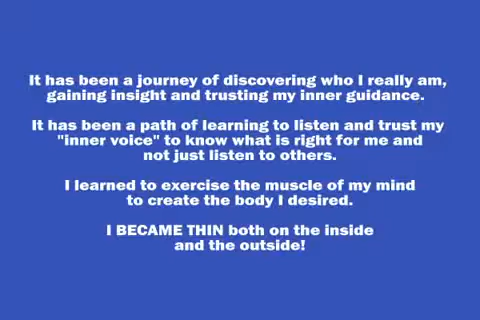 It has been a journey of discovering who I really am,
gaining insight and trusting my inner guidance.
It has been a path of learning to listen and trust my
"inner voice" to know what is right for me and
not just listen to others.
I learned to exercise the muscle of my mind
to create the body I desired.
I BECAME THIN both on the inside
and the outside!